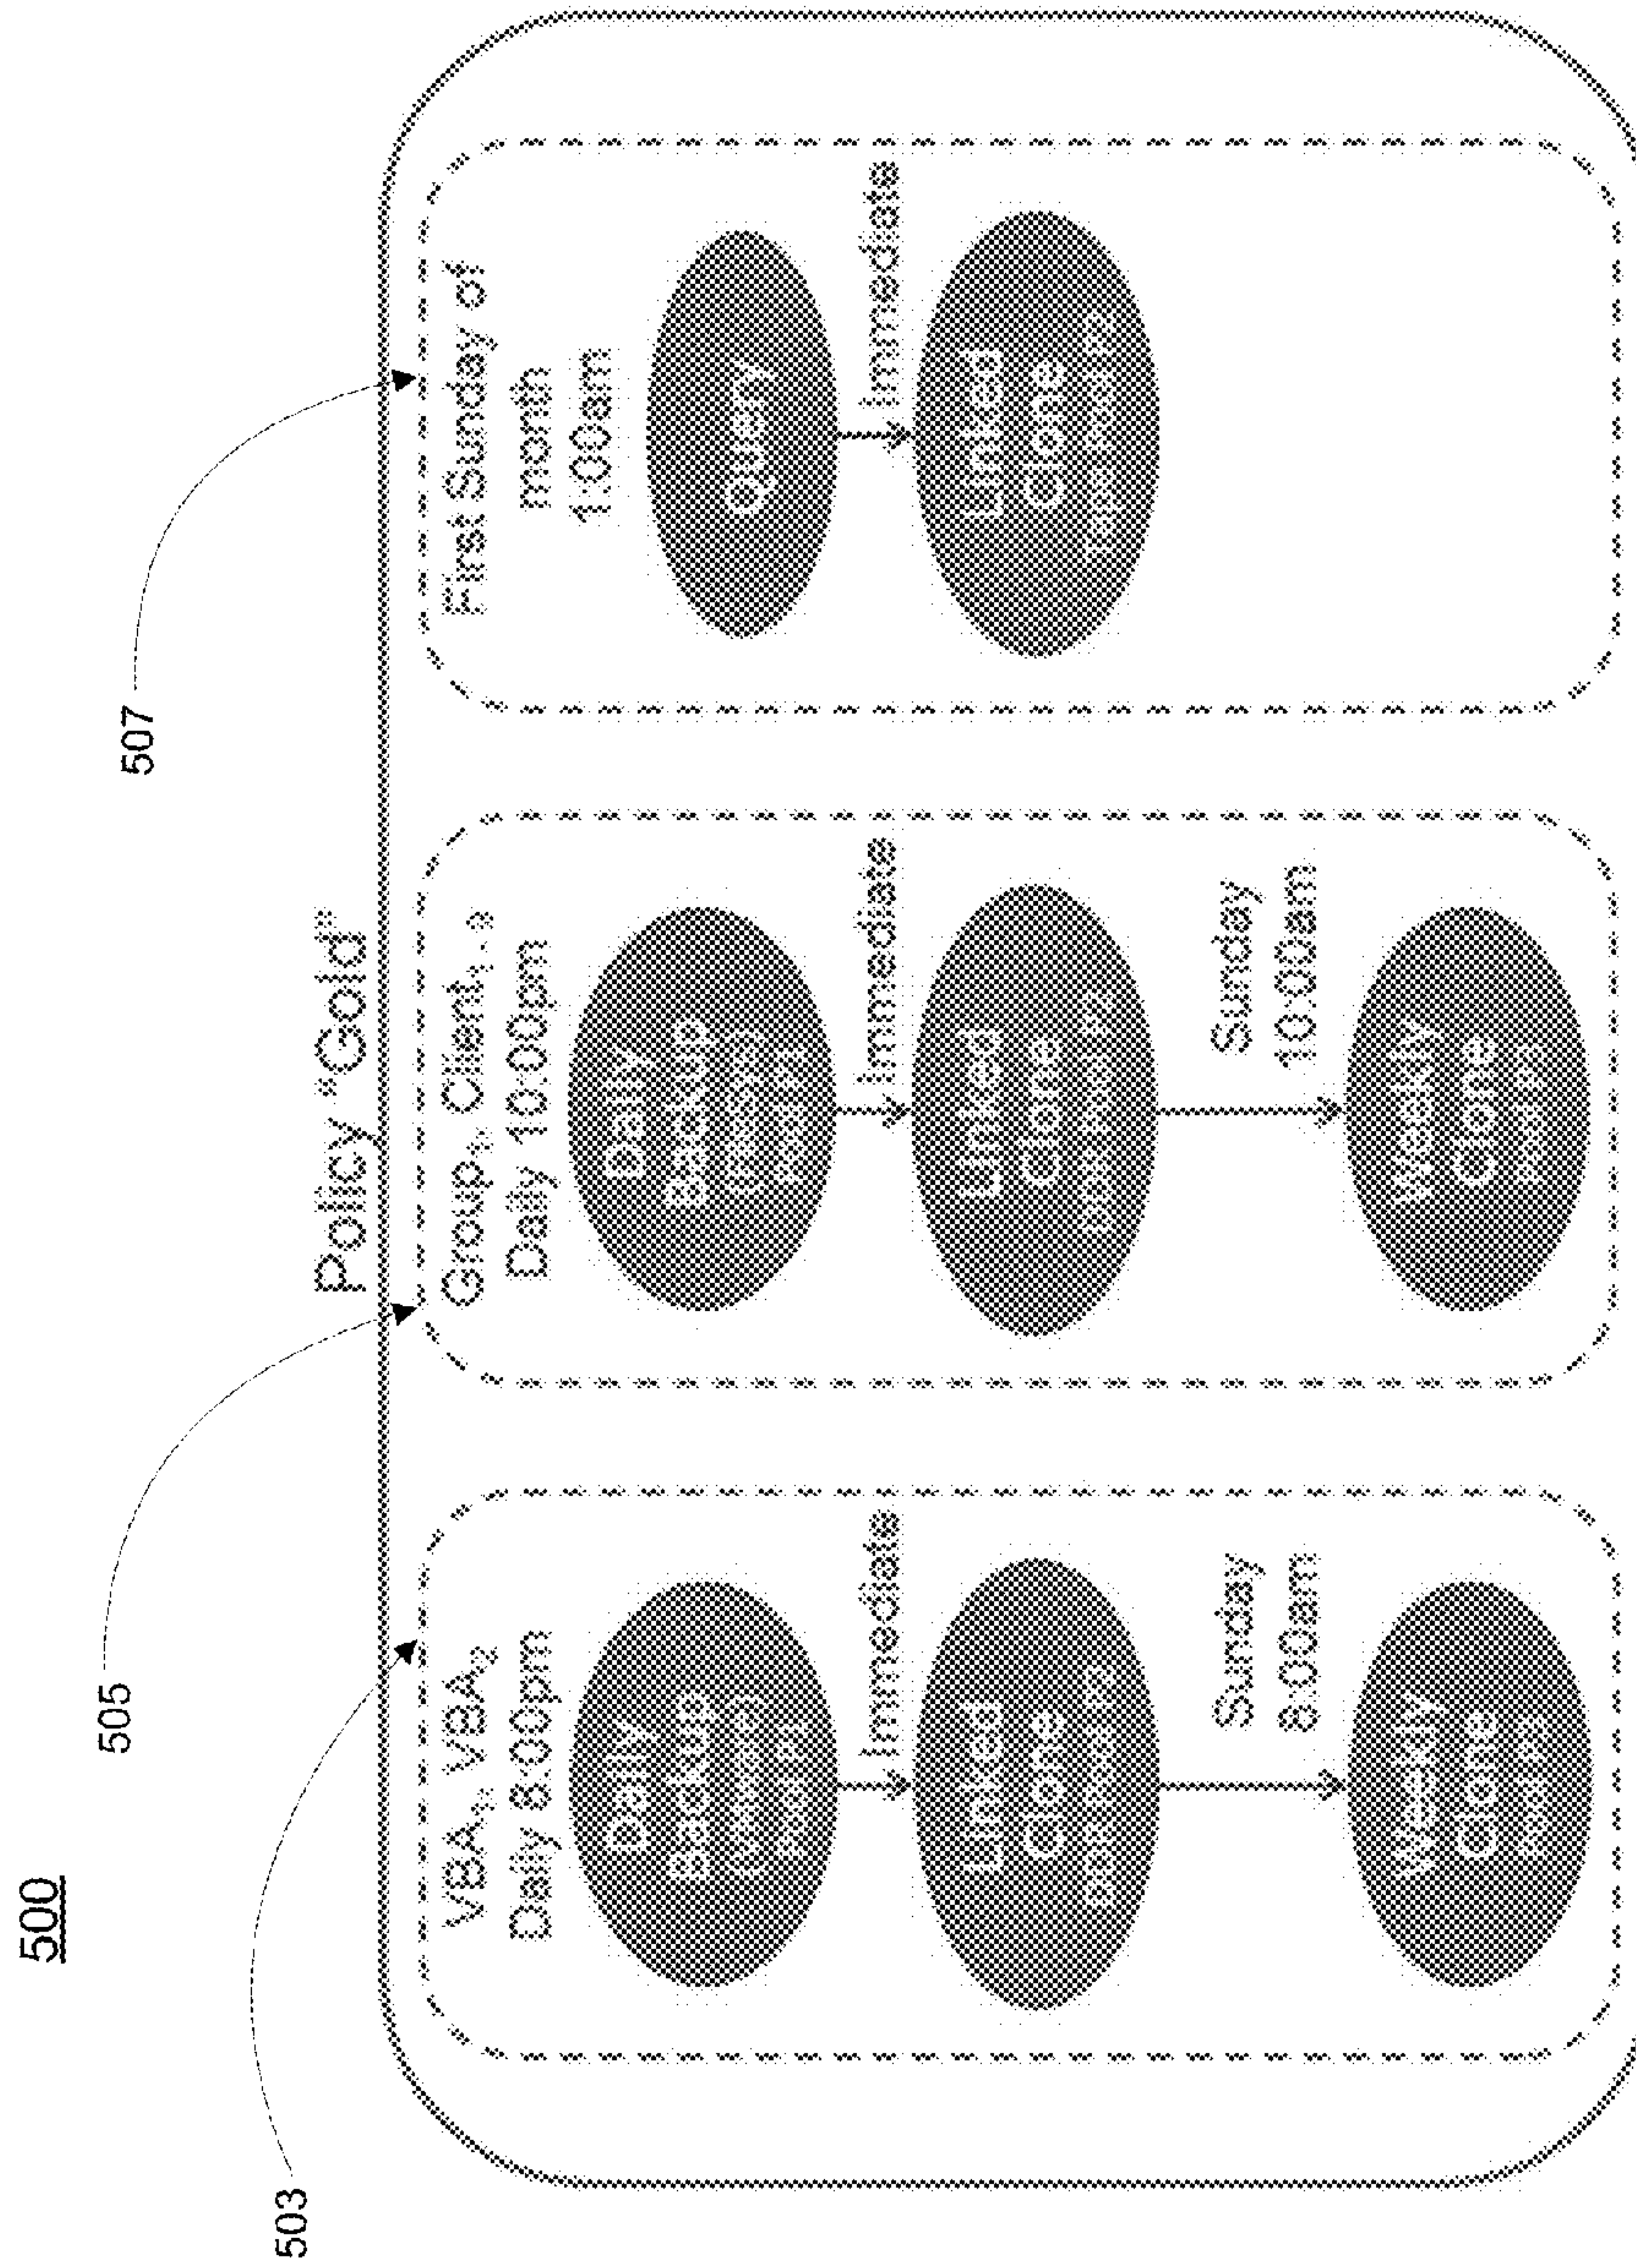 500
503
505
507
Policy "Gold"
VBA1, VBA2
Daily 8:00pm
Daily
Backup
Immediate
Linked
Clone
Sunday
8:00am
Weekly
Clone
Group1, Client1..9
Daily 10:00pm
Daily
Backup
Immediate
Linked
Clone
Sunday
10:00am
Weekly
Clone
First Sunday of
month
1:00am
Query
Immediate
Linked
Clone